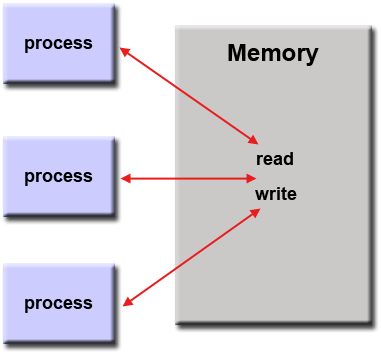 process
Memory
process
read
write
process